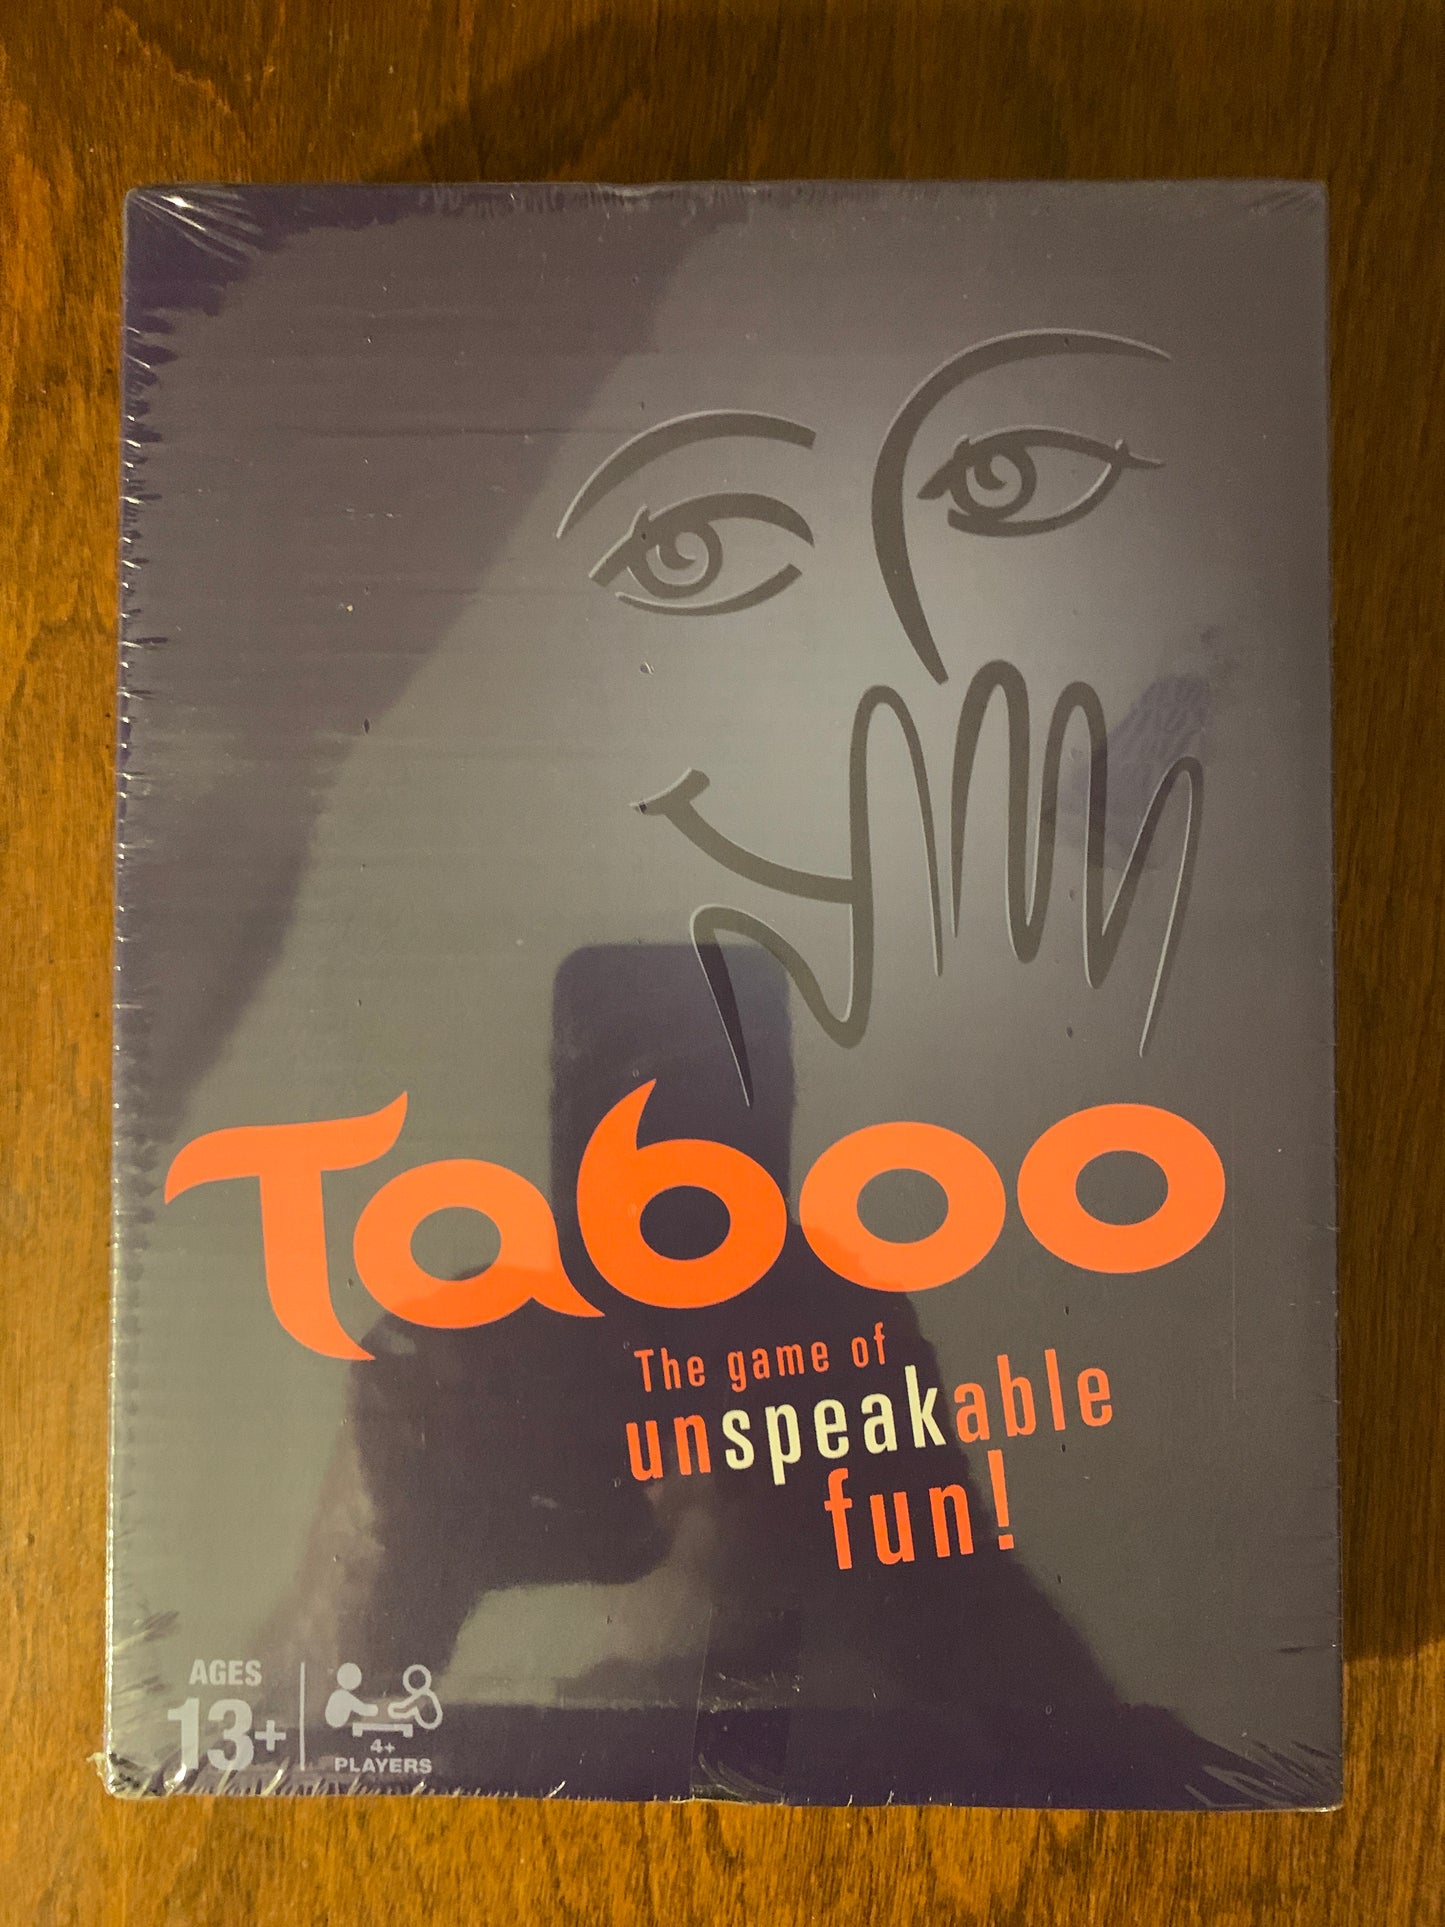 Taboo
The game of
unspeakable
fun!
AGES
13+
4+
PLAYERS